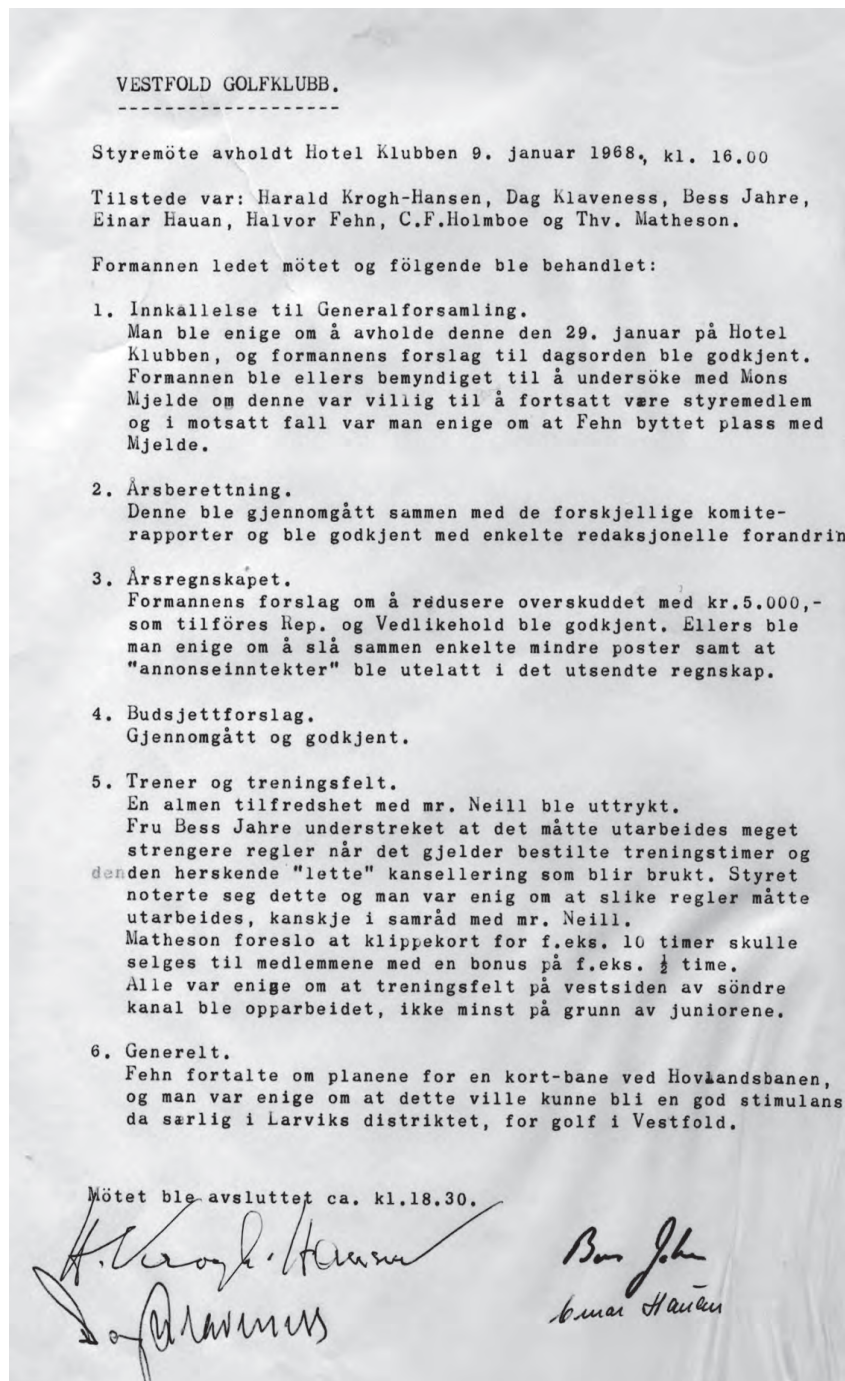 VESTFOLD GOLFKLUBB.
-------------------
Styremöte avholdt Hotel Klubben 9. januar 1968., kl. 16.00
Tilstede var: Harald Krogh-Hansen, Dag Klaveness, Bess Jahre,
Einar Hauan, Halvor Fehn, C.F.Holmboe og Thv. Matheson.
Formannen ledet mötet og fölgende ble behandlet:
1. Innkallelse til Generalforsamling.
Man ble enige om å avholde denne den 29. januar på Hotel
Klubben, og formannens forslag til dagsorden ble godkjent.
Formannen ble ellers bemyndiget til å undersöke med Mons
Mjelde om denne var villig til å fortsatt være styremedlem
og i motsatt fall var man enige om at Fehn byttet plass med
Mjelde.
2. Årsberettning.
Denne ble gjennomgått sammen med de forskjellige komite-
rapporter og ble godkjent med enkelte redaksjonelle forandrin
3. Årsregnskapet.
Formannens forslag om å redusere overskuddet med kr.5.000,-
som tilföres Rep. og Vedlikehold ble godkjent. Ellers ble
man enige om å slå sammen enkelte mindre poster samt at
"annonseinntekter" ble utelatt i det utsendte regnskap.
4. Budsjettforslag.
Gjennomgått og godkjent.
5. Trener og treningsfelt.
En almen tilfredshet med mr. Neill ble uttrykt.
Fru Bess Jahre understreket at det måtte utarbeides meget
strengere regler når det gjelder bestilte treningstimer og
den den herskende "lette" kansellering som blir brukt. Styret
noterte seg dette og man var enig om at slike regler måtte
utarbeides, kanskje i samråd med mr. Neill.
Matheson foreslo at klippekort for f.eks. 10 timer skulle
selges til medlemmene med en bonus på f.eks. ½ time.
Alle var enige om at treningsfelt på vestsiden av söndre
kanal ble opparbeidet, ikke minst på grunn av juniorene.
6. Generelt.
Fehn fortalte om planene for en kort-bane ved Hovlandsbanen,
og man var enige om at dette ville kunne bli en god stimulans
da særlig i Larviks distriktet, for golf i Vestfold.
Mötet ble avsluttet ca. kl.18.30.
H. Krogh-Hansen
Bess Jahre
Dag Klaveness
Einar Hauan